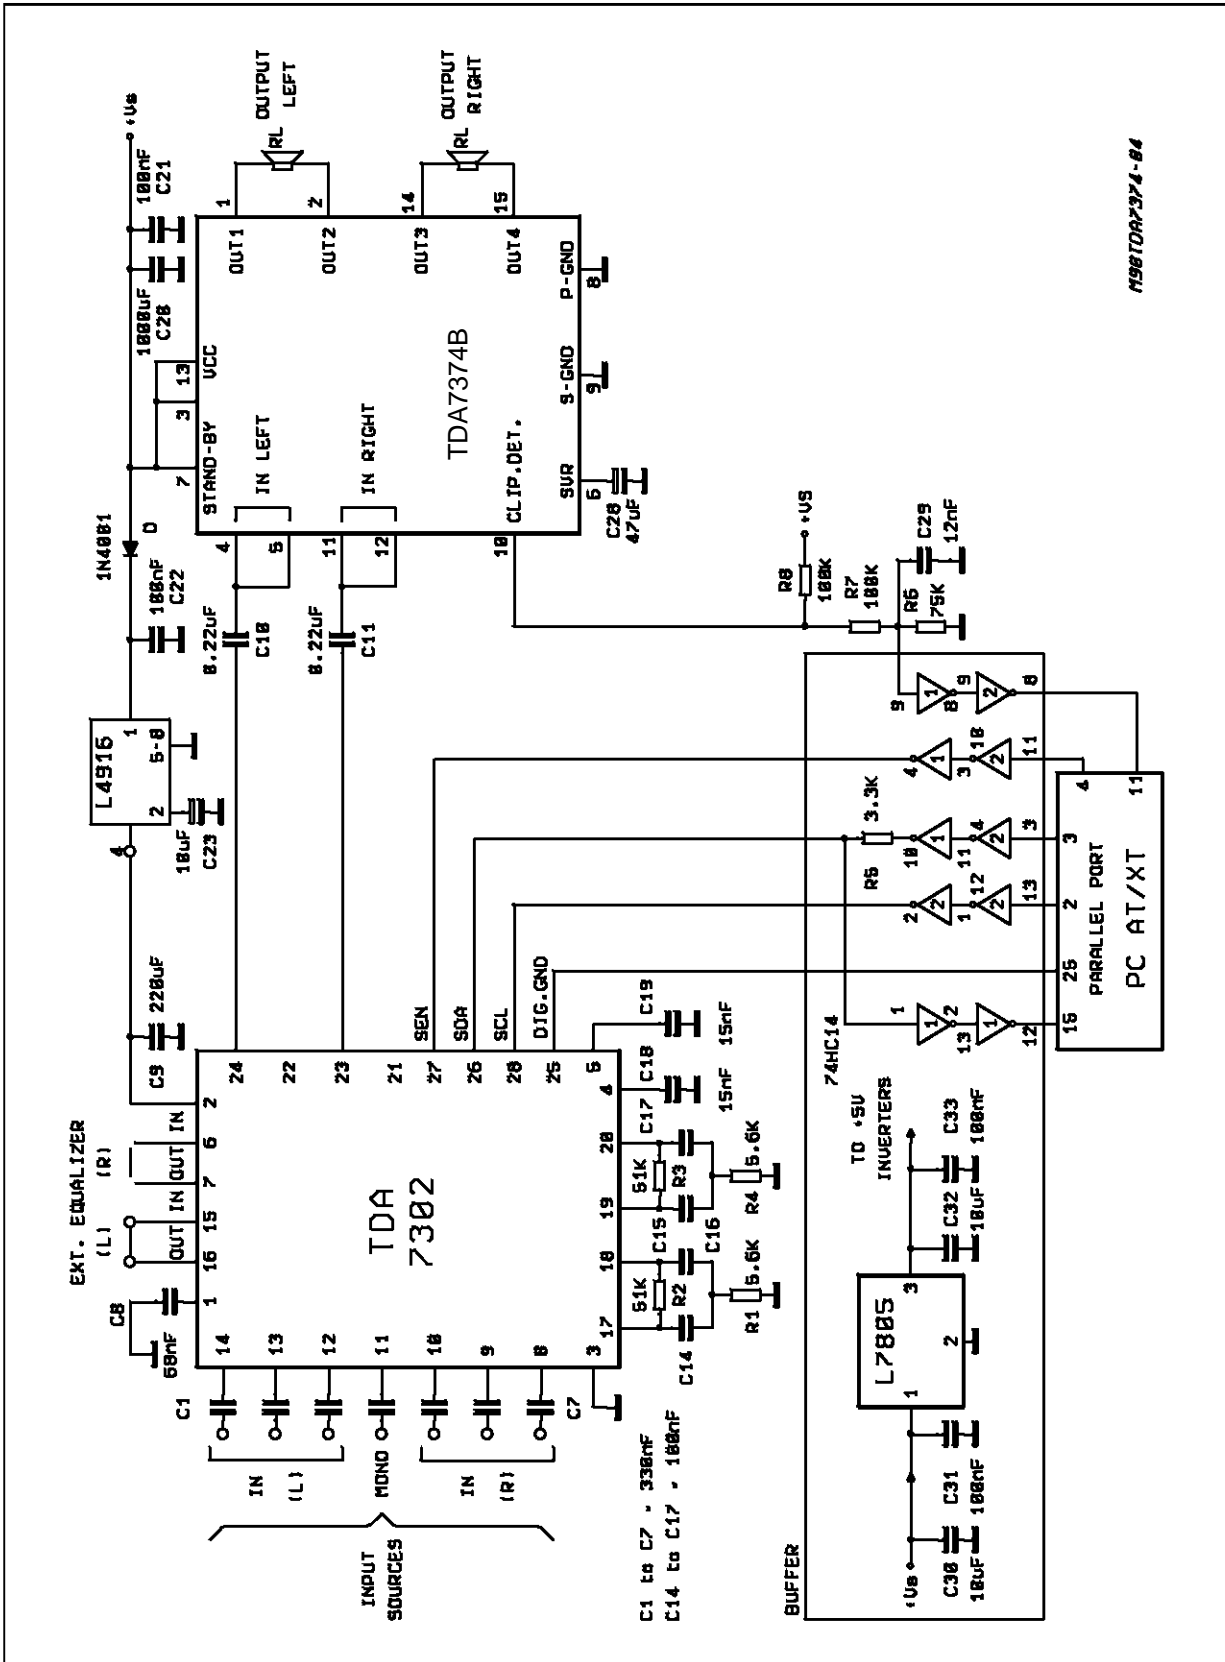 +Vs
100nF
C21
1000uF
C20
1N4001
D
100nF
C22
L4916
1
5-8
2
4
10uF
C23
220uF
C9
EXT. EQUALIZER
(R)
(L)
IN
OUT
IN
OUT
C8
68nF
2
6
7
15
16
1
TDA
7302
C1
14
13
12
11
10
9
8
3
C7
IN
(L)
MONO
IN
(R)
INPUT
SOURCES
C1 to C7 = 330nF
C14 to C17 = 100nF
17
18
19
20
4
5
C14
51K
R2
C15
R1
5.6K
C16
51K
R3
C17
R4
5.6K
C18
15nF
C19
15nF
24
22
23
21
27
26
28
25
SEN
SDA
SCL
DIG.GND
0.22uF
C10
0.22uF
C11
4
5
11
12
10
7
3
13
STAND-BY
VCC
IN LEFT
IN RIGHT
CLIP.DET.
TDA7374B
OUT1
OUT2
OUT3
OUT4
1
2
14
15
RL
OUTPUT
LEFT
RL
OUTPUT
RIGHT
SVR
6
S-GND
9
P-GND
8
C28
47uF
+VS
R8
100K
R7
100K
R6
75K
C29
12nF
BUFFER
+Vs
C30
10uF
C31
100nF
L7805
1
2
3
C32
10uF
C33
100nF
TO +5V
INVERTERS
74HC14
1
1
2
13
1
12
2
2
1
12
2
13
R5
3.3K
10
1
11
4
2
3
4
1
3
10
2
11
9
1
8
9
2
8
15
25
2
3
4
11
PARALLEL PORT
PC AT/XT
M98TDA7374-04